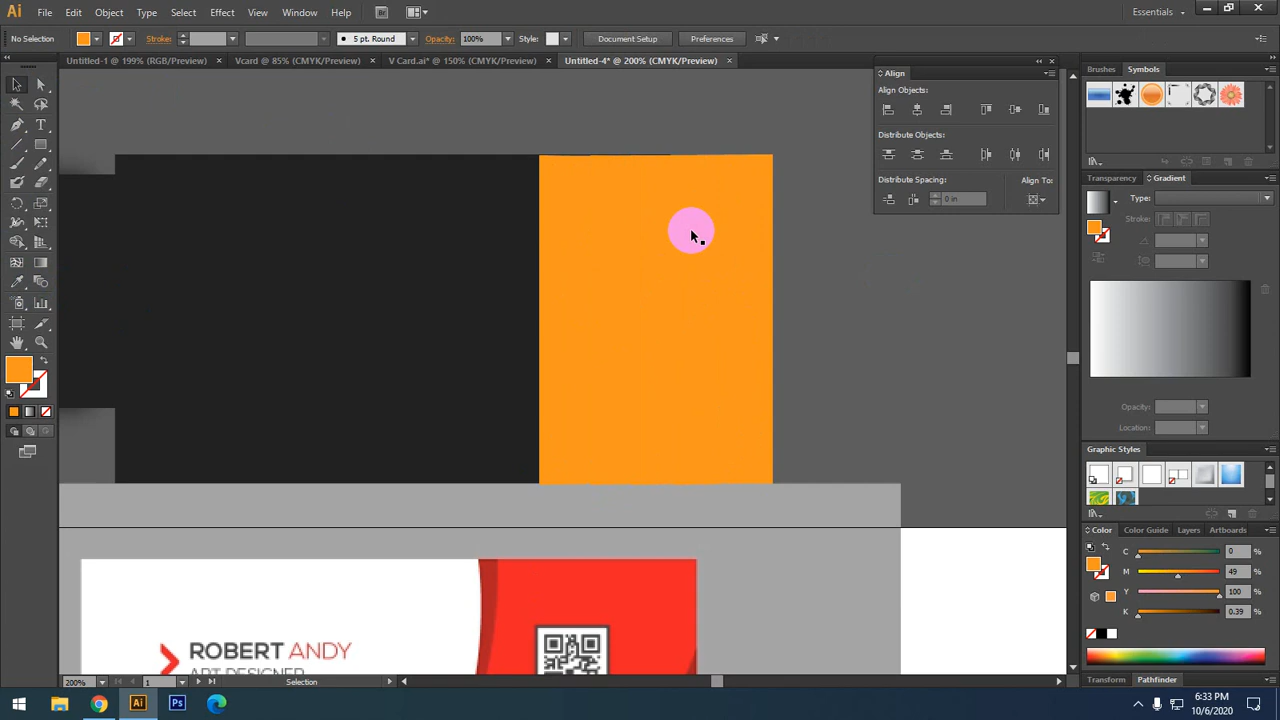 Ai File Edit Object Type Select Effect View Window Help Br Essentials
No Selection Stroke: 5 pt. Round Opacity: 100% Style: Document Setup Preferences
Untitled-1 @ 199% (RGB/Preview) × Vcard @ 85% (CMYK/Preview) × V Card.ai* @ 150% (CMYK/Preview) × Untitled-4* @ 200% (CMYK/Preview) ×
Align
Align Objects:
Distribute Objects:
Distribute Spacing: Align To:
0 in
Brushes Symbols
Transparency Gradient
Type:
Stroke:
Opacity:
Location:
Graphic Styles
Color Color Guide Layers Artboards
C 0 %
M 49 %
Y 100 %
K 0.39 %
Transform Pathfinder
ROBERT ANDY
ART DESIGNER
200% 1 Selection
Ai Ps 6:33 PM
10/6/2020